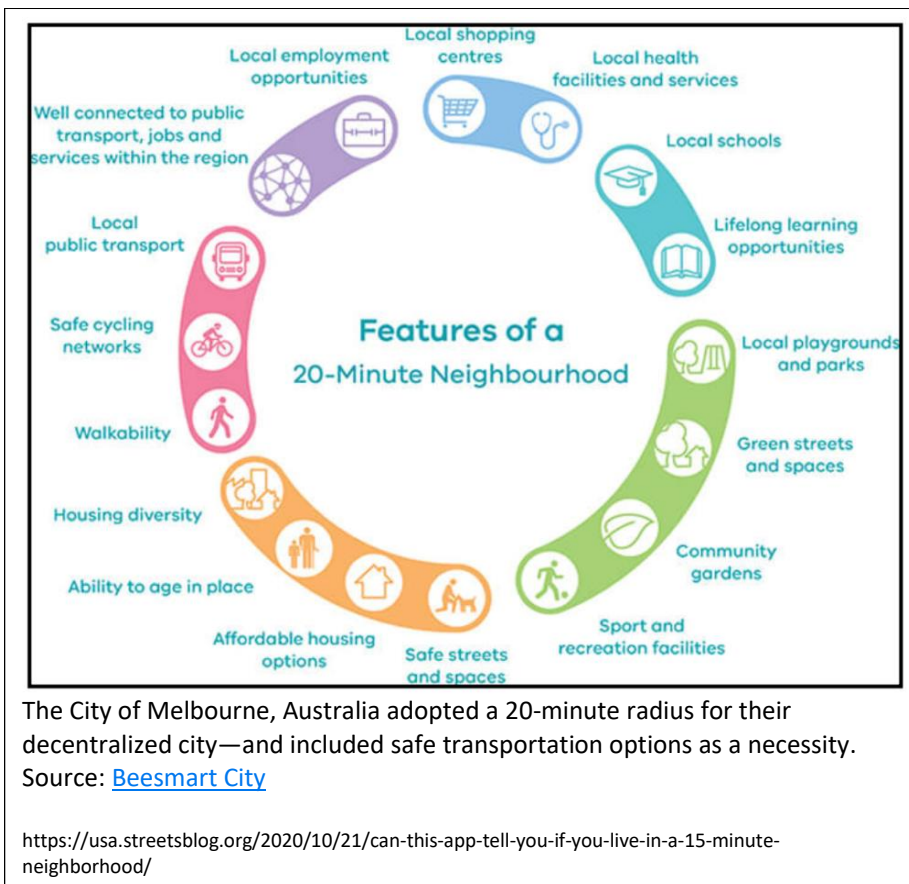 Local shopping
centres
Local health
facilities and services
Local schools
Lifelong learning
opportunities
Local playgrounds
and parks
Green streets
and spaces
Community
gardens
Sport and
recreation facilities
Safe streets
and spaces
Affordable housing
options
Ability to age in place
Housing diversity
Walkability
Safe cycling
networks
Local
public transport
Well connected to public
transport, jobs and
services within the region
Local employment
opportunities
Features of a
20-Minute Neighbourhood
The City of Melbourne, Australia adopted a 20-minute radius for their
decentralized city—and included safe transportation options as a necessity.
Source: Beesmart City
https://usa.streetsblog.org/2020/10/21/can-this-app-tell-you-if-you-live-in-a-15-minute-
neighborhood/